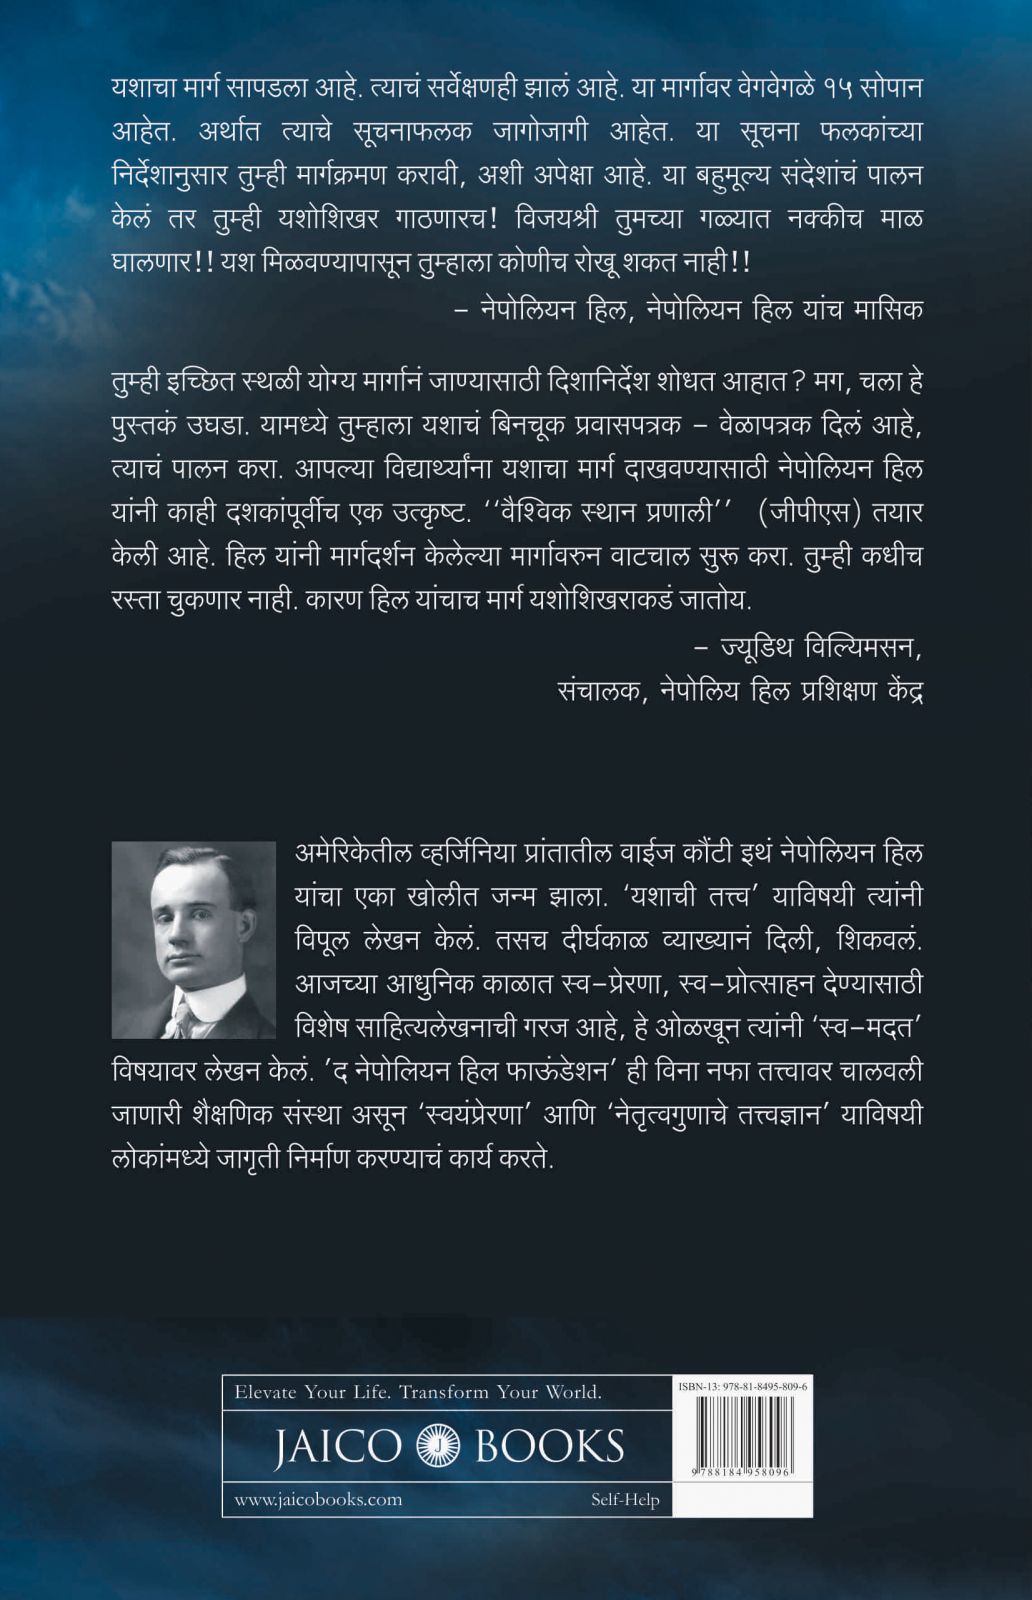 यशाचा मार्ग सापडला आहे. त्याचं सर्वेक्षणही झालं आहे. या मार्गावर वेगवेगळे १५ सोपान
आहेत. अर्थात त्याचे सूचनाफलक जागोजागी आहेत. या सूचना फलकांच्या
निर्देशानुसार तुम्ही मार्गक्रमण करावी, अशी अपेक्षा आहे. या बहुमूल्य संदेशांचं पालन
केलं तर तुम्ही यशोशिखर गाठणारच! विजयश्री तुमच्या गळ्यात नक्कीच माळ
घालणार!! यश मिळवण्यापासून तुम्हाला कोणीच रोखू शकत नाही!!
– नेपोलियन हिल, नेपोलियन हिल यांच मासिक
तुम्ही इच्छित स्थळी योग्य मार्गानं जाण्यासाठी दिशानिर्देश शोधत आहात? मग, चला हे
पुस्तकं उघडा. यामध्ये तुम्हाला यशाचं बिनचूक प्रवासपत्रक – वेळापत्रक दिलं आहे,
त्याचं पालन करा. आपल्या विद्यार्थ्यांना यशाचा मार्ग दाखवण्यासाठी नेपोलियन हिल
यांनी काही दशकांपूर्वीच एक उत्कृष्ट. ‘‘वैश्विक स्थान प्रणाली’’ (जीपीएस) तयार
केली आहे. हिल यांनी मार्गदर्शन केलेल्या मार्गावरुन वाटचाल सुरू करा. तुम्ही कधीच
रस्ता चुकणार नाही. कारण हिल यांचाच मार्ग यशोशिखराकडं जातोय.
– ज्यूडिथ विल्यिमसन,
संचालक, नेपोलिय हिल प्रशिक्षण केंद्र
अमेरिकेतील व्हर्जिनिया प्रांतातील वाईज कौंटी इथं नेपोलियन हिल
यांचा एका खोलीत जन्म झाला. ‘यशाची तत्त्व’ याविषयी त्यांनी
विपूल लेखन केलं. तसच दीर्घकाळ व्याख्यानं दिली, शिकवलं.
आजच्या आधुनिक काळात स्व–प्रेरणा, स्व–प्रोत्साहन देण्यासाठी
विशेष साहित्यलेखनाची गरज आहे, हे ओळखून त्यांनी ‘स्व–मदत’
विषयावर लेखन केलं. ’द नेपोलियन हिल फाऊंडेशन’ ही विना नफा तत्त्वावर चालवली
जाणारी शैक्षणिक संस्था असून ‘स्वयंप्रेरणा’ आणि ‘नेतृत्वगुणाचे तत्त्वज्ञान’ याविषयी
लोकांमध्ये जागृती निर्माण करण्याचं कार्य करते.
Elevate Your Life. Transform Your World.
JAICO J BOOKS
www.jaicobooks.com Self-Help
ISBN-13: 978-81-8495-809-6
9 788184 958096